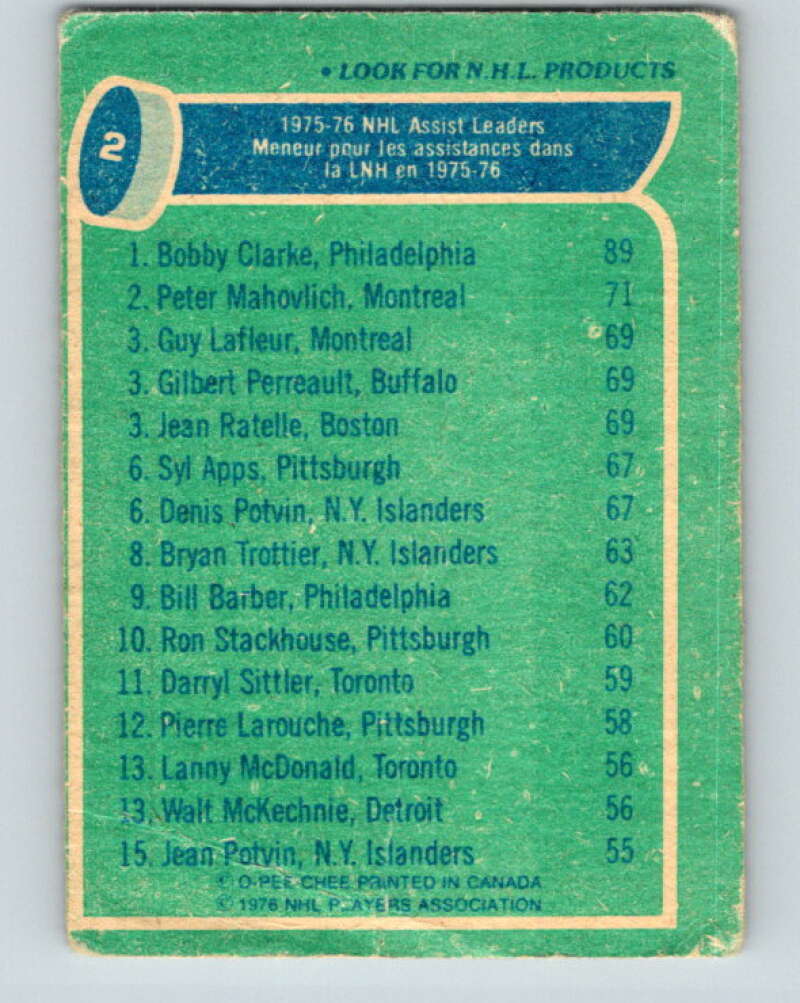 • LOOK FOR N.H.L. PRODUCTS
2
1975-76 NHL Assist Leaders
Meneur pour les assistances dans
la LNH en 1975-76
1. Bobby Clarke, Philadelphia 89
2. Peter Mahovlich, Montreal 71
3. Guy Lafleur, Montreal 69
3. Gilbert Perreault, Buffalo 69
3. Jean Ratelle, Boston 69
6. Syl Apps, Pittsburgh 67
6. Denis Potvin, N.Y. Islanders 67
8. Bryan Trottier, N.Y. Islanders 63
9. Bill Barber, Philadelphia 62
10. Ron Stackhouse, Pittsburgh 60
11. Darryl Sittler, Toronto 59
12. Pierre Larouche, Pittsburgh 58
13. Lanny McDonald, Toronto 56
13. Walt McKechnie, Detroit 56
15. Jean Potvin, N.Y. Islanders 55
© O-PEE-CHEE PRINTED IN CANADA
© 1976 NHL PLAYERS ASSOCIATION